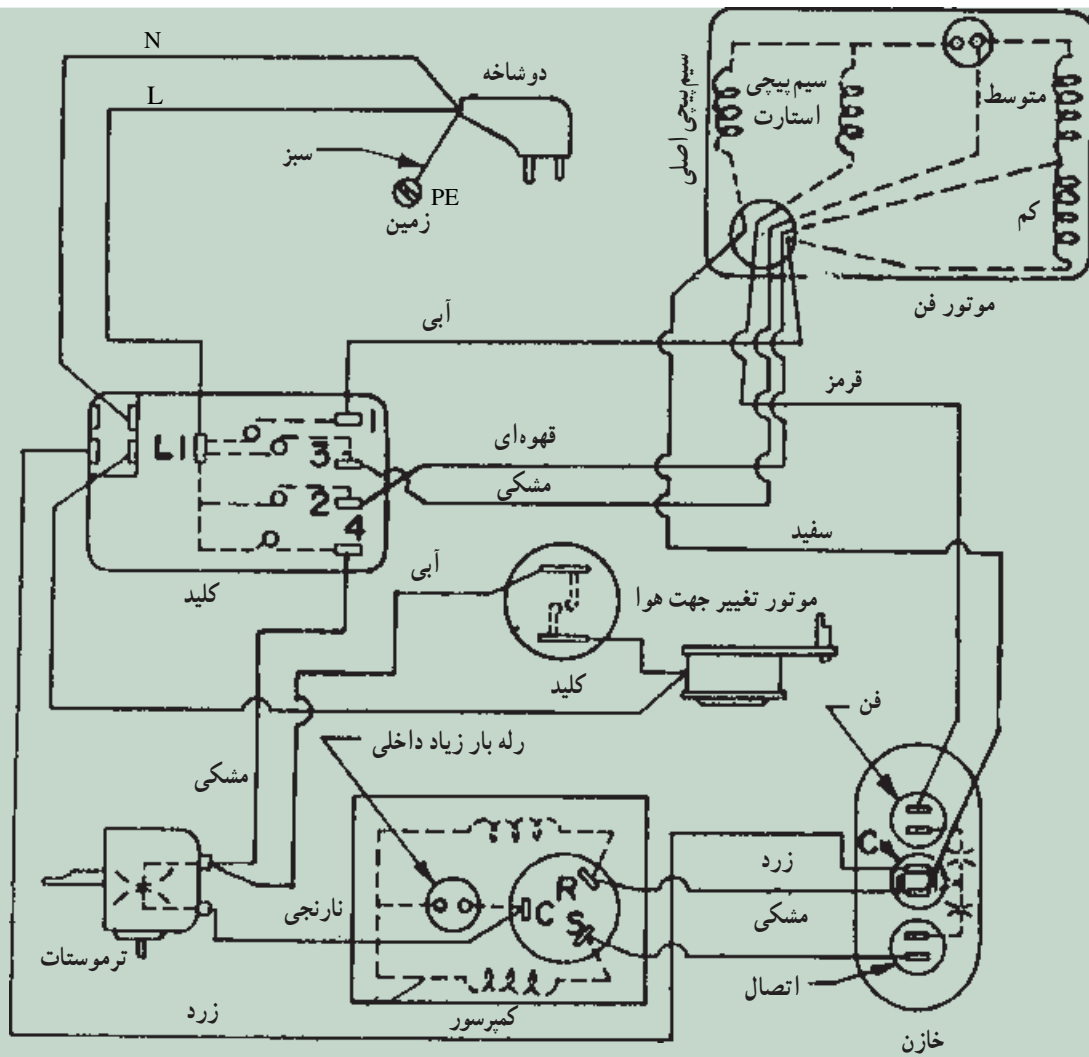 N
دوشاخه
L
سبز
PE
زمین
سیم‌پیچی اصلی
سیم‌پیچی
استارت
متوسط
کم
موتور فن
آبی
قرمز
قهوه‌ای
مشکی
سفید
L1
1
3
2
4
کلید
آبی
موتور تغییر جهت هوا
کلید
مشکی
رله بار زیاد داخلی
فن
C
زرد
مشکی
R
C
S
نارنجی
ترموستات
زرد
کمپرسور
اتصال
خازن